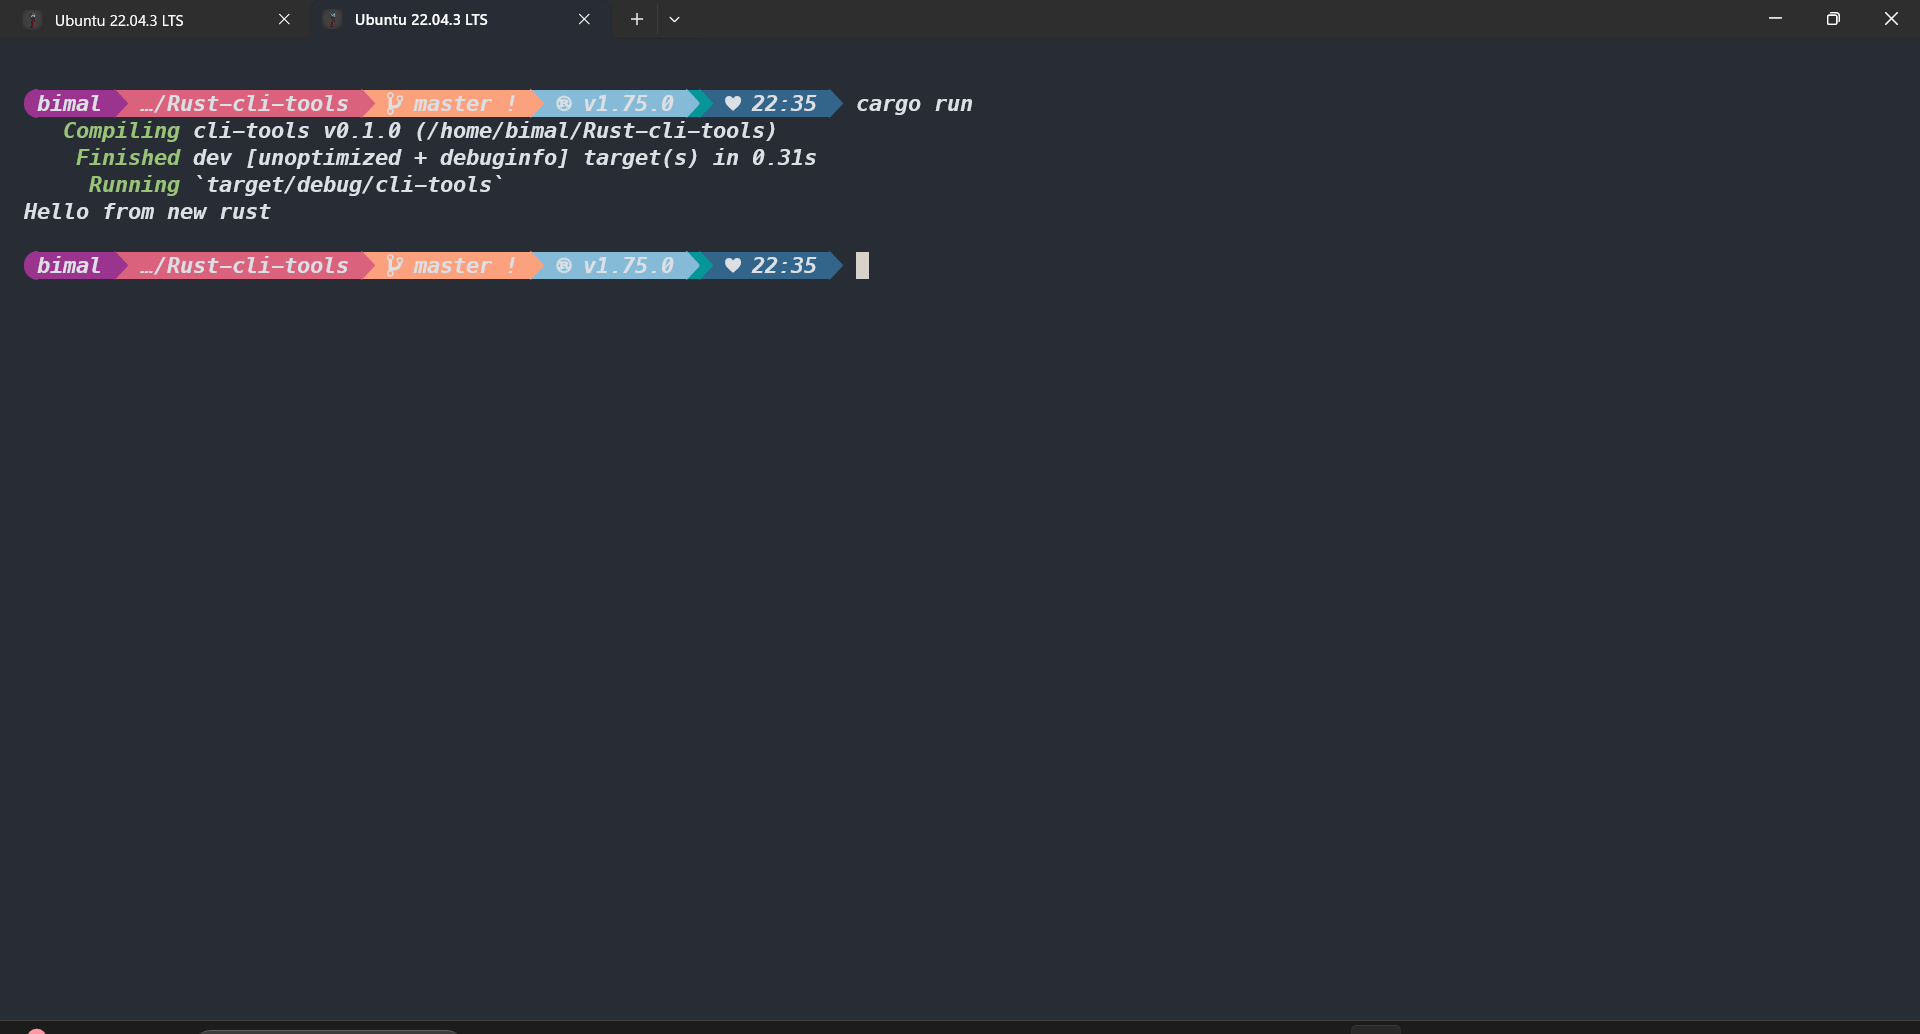 Ubuntu 22.04.3 LTS Ubuntu 22.04.3 LTS
bimal …/Rust-cli-tools master ! v1.75.0 ♥ 22:35 cargo run
Compiling cli-tools v0.1.0 (/home/bimal/Rust-cli-tools)
Finished dev [unoptimized + debuginfo] target(s) in 0.31s
Running `target/debug/cli-tools`
Hello from new rust
bimal …/Rust-cli-tools master ! v1.75.0 ♥ 22:35